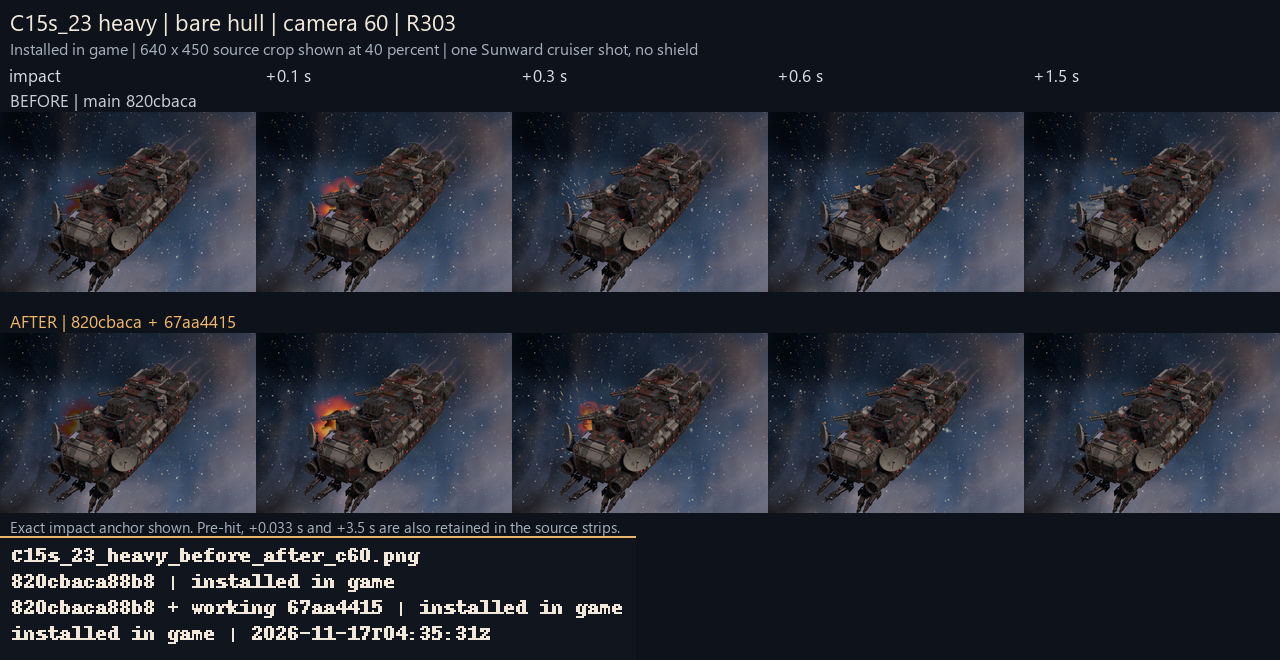 C15s_23 heavy | bare hull | camera 60 | R303
Installed in game | 640 x 450 source crop shown at 40 percent | one Sunward cruiser shot, no shield
impact +0.1 s +0.3 s +0.6 s +1.5 s
BEFORE | main 820cbaca
AFTER | 820cbaca + 67aa4415
Exact impact anchor shown. Pre-hit, +0.033 s and +3.5 s are also retained in the source strips.
C15s_23_heavy_before_after_c60.png
820cbaca88b8 | installed in game
820cbaca88b8 + working 67aa4415 | installed in game
installed in game | 2026-11-17T04:35:31Z